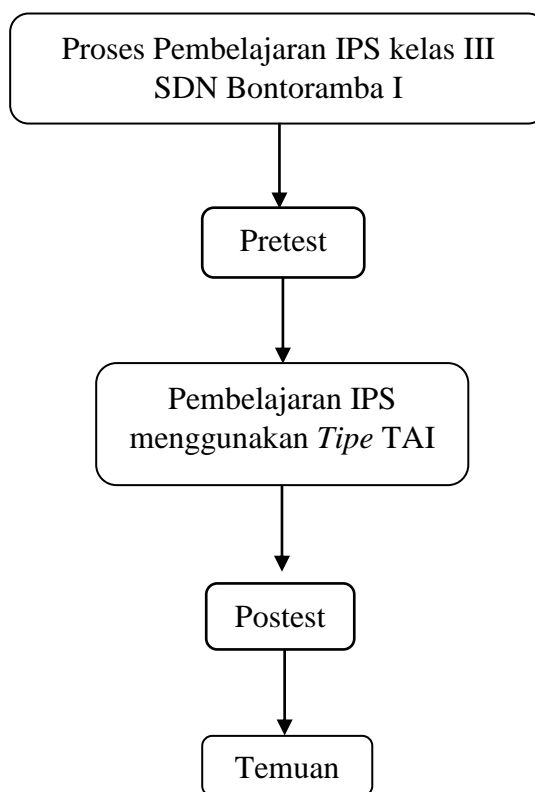 Proses Pembelajaran IPS kelas III
SDN Bontoramba I
Pretest
Pembelajaran IPS
menggunakan Tipe TAI
Postest
Temuan